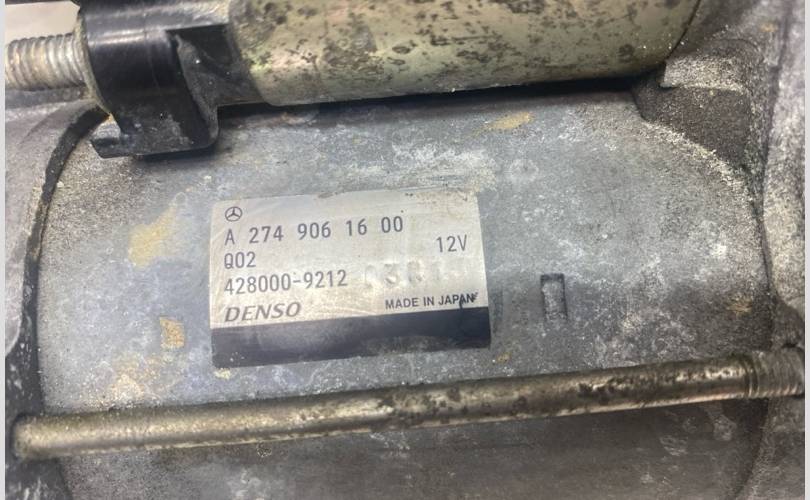 A 274 906 16 00
Q02 12V
428000-9212
DENSO MADE IN JAPAN